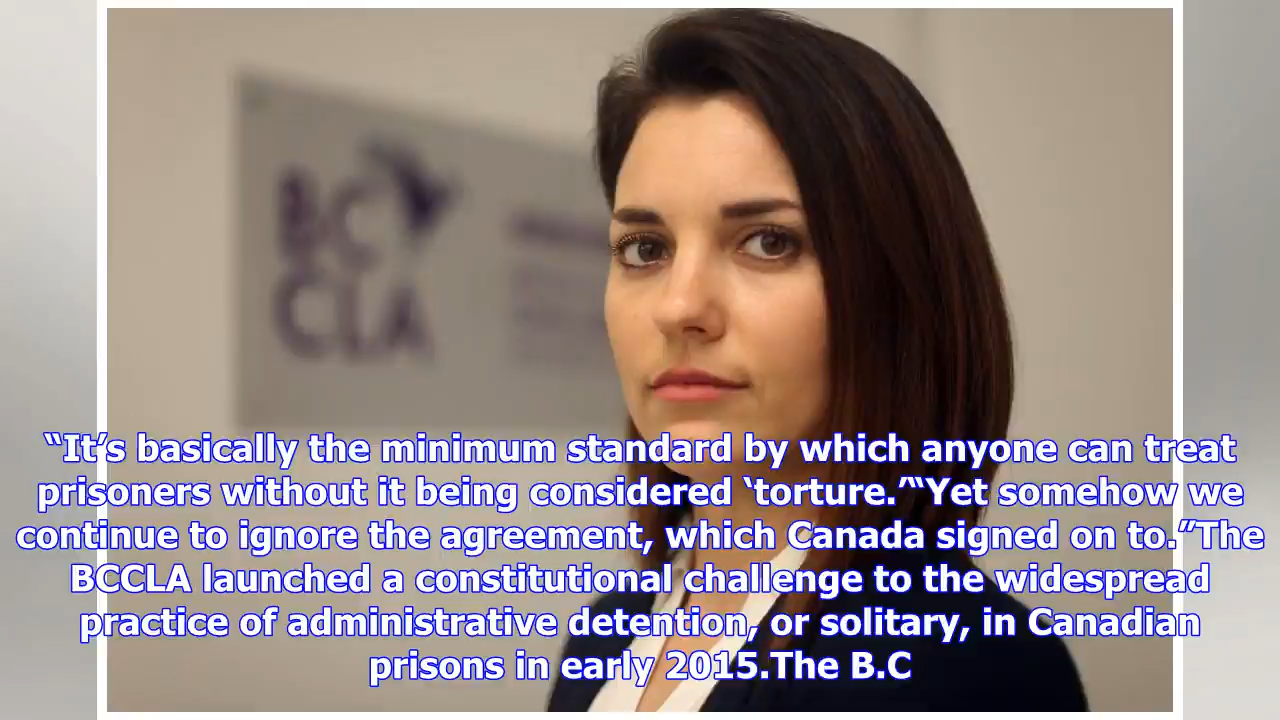 BC
CLA
“It’s basically the minimum standard by which anyone can treat
prisoners without it being considered ‘torture.’“Yet somehow we
continue to ignore the agreement, which Canada signed on to.”The
BCCLA launched a constitutional challenge to the widespread
practice of administrative detention, or solitary, in Canadian
prisons in early 2015.The B.C